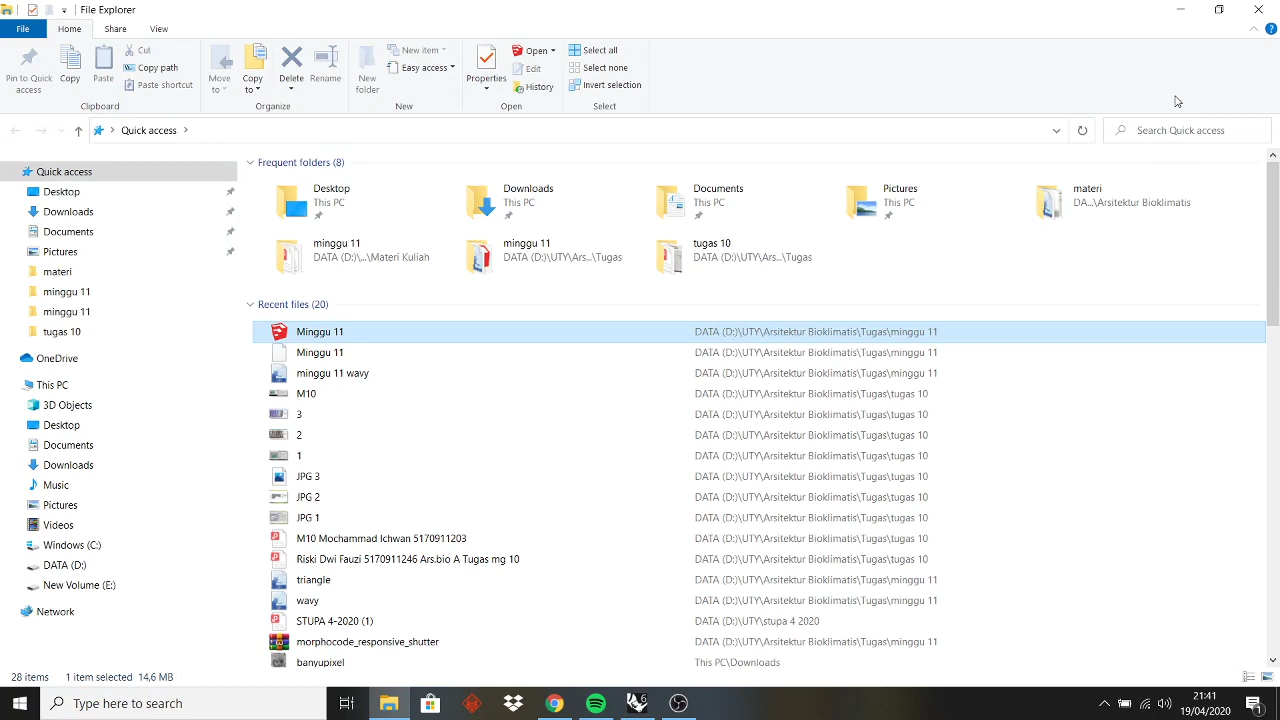 File Explorer
File Home Share View
Pin to Quick access
Copy
Paste
Cut
Copy path
Paste shortcut
Clipboard
Move to
Copy to
Delete
Rename
Organize
New folder
New item
Easy access
New
Properties
Open
Edit
History
Open
Select all
Select none
Invert selection
Select
Quick access
Search Quick access
Quick access
Desktop
Downloads
Documents
Pictures
materi
minggu 11
minggu 11
tugas 10
OneDrive
This PC
3D Objects
Desktop
Documents
Downloads
Music
Pictures
Videos
Windows (C:)
DATA (D:)
New Volume (E:)
Network
Frequent folders (8)
Desktop
This PC
Downloads
This PC
Documents
This PC
Pictures
This PC
materi
DA...\Arsitektur Bioklimatis
minggu 11
DATA (D:)\...\Materi Kuliah
minggu 11
DATA (D:)\UTY\Ars...\Tugas
tugas 10
DATA (D:)\UTY\Ars...\Tugas
Recent files (20)
Minggu 11 DATA (D:)\UTY\Arsitektur Bioklimatis\Tugas\minggu 11
Minggu 11 DATA (D:)\UTY\Arsitektur Bioklimatis\Tugas\minggu 11
minggu 11 wavy DATA (D:)\UTY\Arsitektur Bioklimatis\Tugas\minggu 11
M10 DATA (D:)\UTY\Arsitektur Bioklimatis\Tugas\tugas 10
3 DATA (D:)\UTY\Arsitektur Bioklimatis\Tugas\tugas 10
2 DATA (D:)\UTY\Arsitektur Bioklimatis\Tugas\tugas 10
1 DATA (D:)\UTY\Arsitektur Bioklimatis\Tugas\tugas 10
JPG 3 DATA (D:)\UTY\Arsitektur Bioklimatis\Tugas\tugas 10
JPG 2 DATA (D:)\UTY\Arsitektur Bioklimatis\Tugas\tugas 10
JPG 1 DATA (D:)\UTY\Arsitektur Bioklimatis\Tugas\tugas 10
M10 Mochammad Ichwan 5170911203 DATA (D:)\UTY\Arsitektur Bioklimatis\Tugas\tugas 10
Riski Dwi Fauzi 5170911246 Ars.bio A Tugas mg 10 DATA (D:)\UTY\Arsitektur Bioklimatis\Tugas\tugas 10
triangle DATA (D:)\UTY\Arsitektur Bioklimatis\Tugas\minggu 11
wavy DATA (D:)\UTY\Arsitektur Bioklimatis\Tugas\minggu 11
STUPA 4-2020 (1) DATA (D:)\UTY\stupa 4 2020
morphocode_responsive_shutter DATA (D:)\UTY\Arsitektur Bioklimatis\Tugas\minggu 11
banyupixel This PC\Downloads
28 items 1 item selected 14,6 MB
Type here to search
21:41
19/04/2020